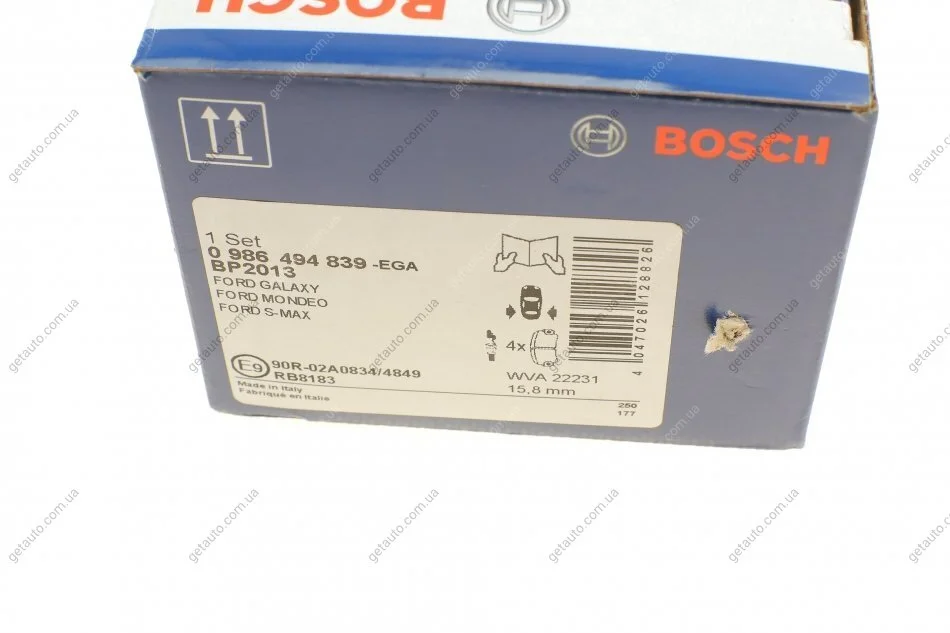 BOSCH
BOSCH
1 Set
0 986 494 839 -EGA
BP2013
FORD GALAXY
FORD MONDEO
FORD S-MAX
4x
E9 90R-02A0834/4849
RB8183
Made in Italy
Fabriqué en Italie
WVA 22231
15,8 mm
250
177
4 047026 128826
getauto.com.ua